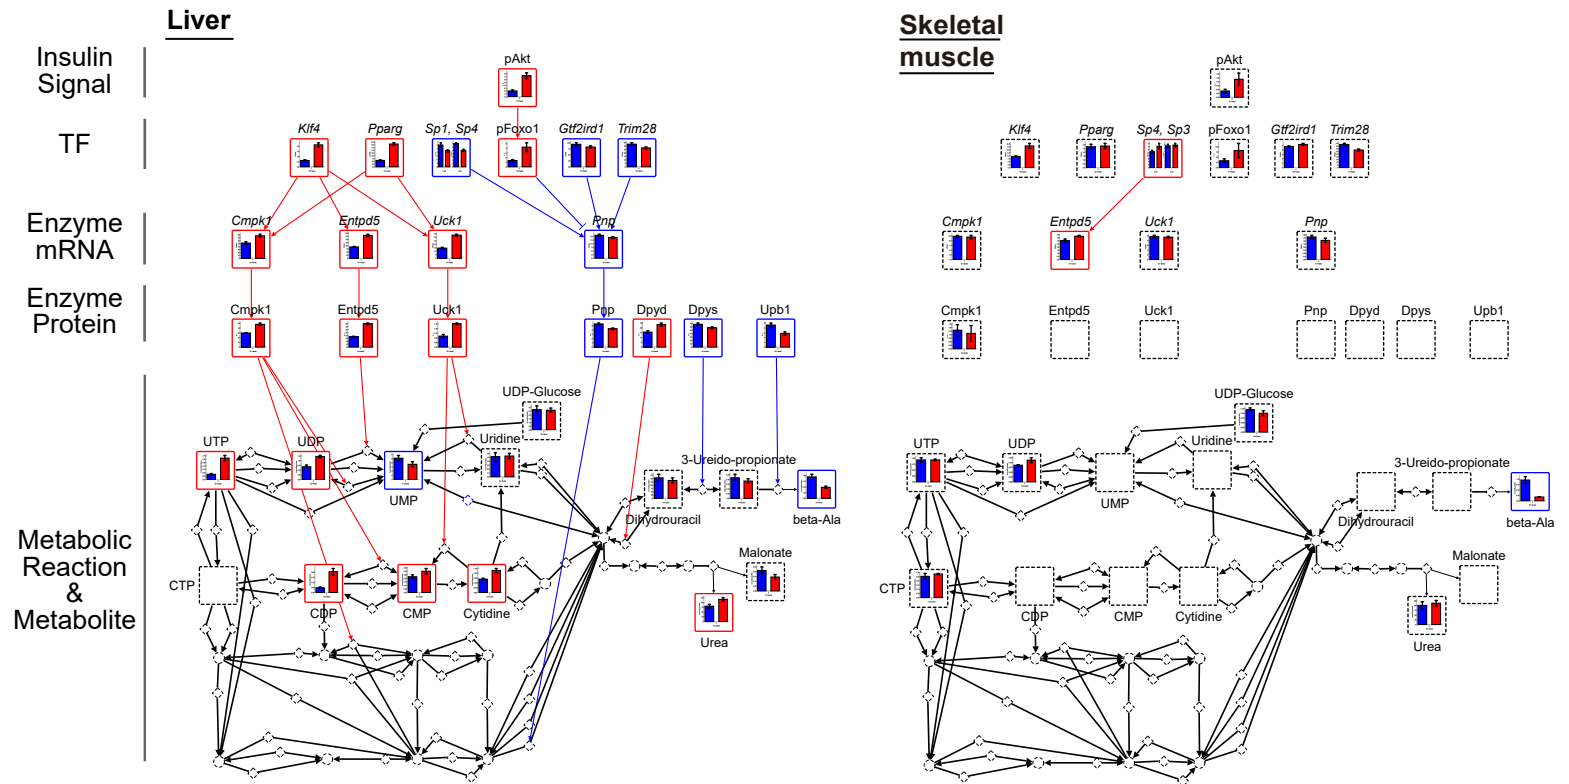 Liver
Skeletal
muscle
Insulin
Signal
pAkt
pAkt
TF
Klf4
Pparg
Sp1, Sp4
pFoxo1
Gtf2ird1
Trim28
Klf4
Pparg
Sp4, Sp3
pFoxo1
Gtf2ird1
Trim28
Enzyme
mRNA
Cmpk1
Entpd5
Uck1
Pnp
Cmpk1
Entpd5
Uck1
Pnp
Enzyme
Protein
Cmpk1
Entpd5
Uck1
Pnp
Dpyd
Dpys
Upb1
Cmpk1
Entpd5
Uck1
Pnp
Dpyd
Dpys
Upb1
Metabolic
Reaction
&
Metabolite
UDP-Glucose
UTP
UDP
UMP
Uridine
3-Ureido-propionate
Dihydrouracil
beta-Ala
CTP
CDP
CMP
Cytidine
Malonate
Urea
UDP-Glucose
UTP
UDP
UMP
Uridine
3-Ureido-propionate
Dihydrouracil
beta-Ala
CTP
CDP
CMP
Cytidine
Malonate
Urea